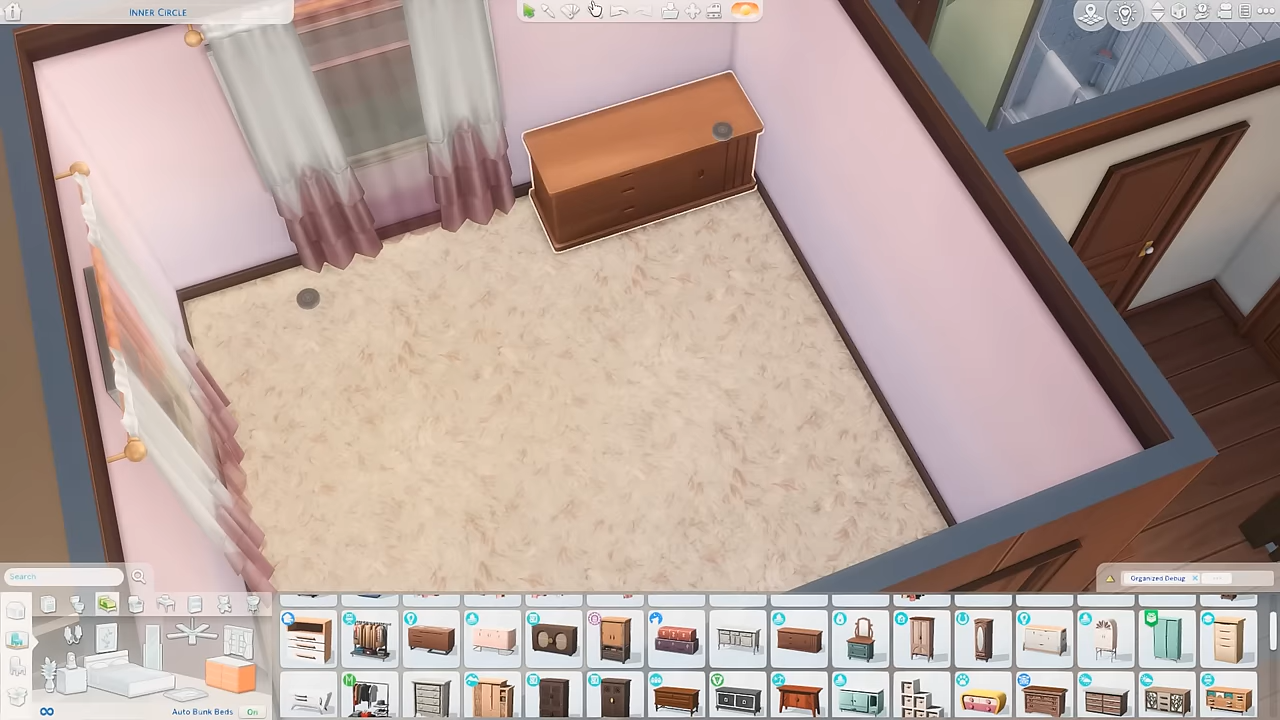 INNER CIRCLE
Search
Organized Debug
Auto Bunk Beds On